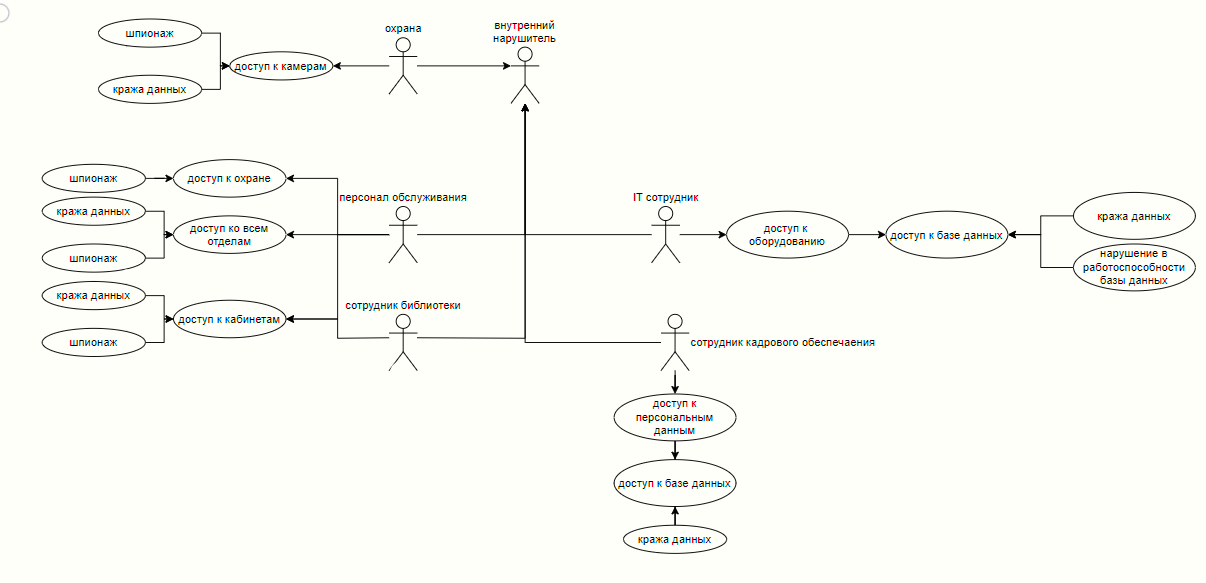 шпионаж
кража данных
доступ к камерам
охрана
внутренний
нарушитель
шпионаж
доступ к охране
кража данных
доступ ко всем
отделам
шпионаж
кража данных
доступ к кабинетам
шпионаж
персонал обслуживания
сотрудник библиотеки
IT сотрудник
доступ к
оборудованию
доступ к базе данных
кража данных
нарушение в
работоспособности
базы данных
сотрудник кадрового обеспечаения
доступ к
персональным
данным
доступ к базе данных
кража данных